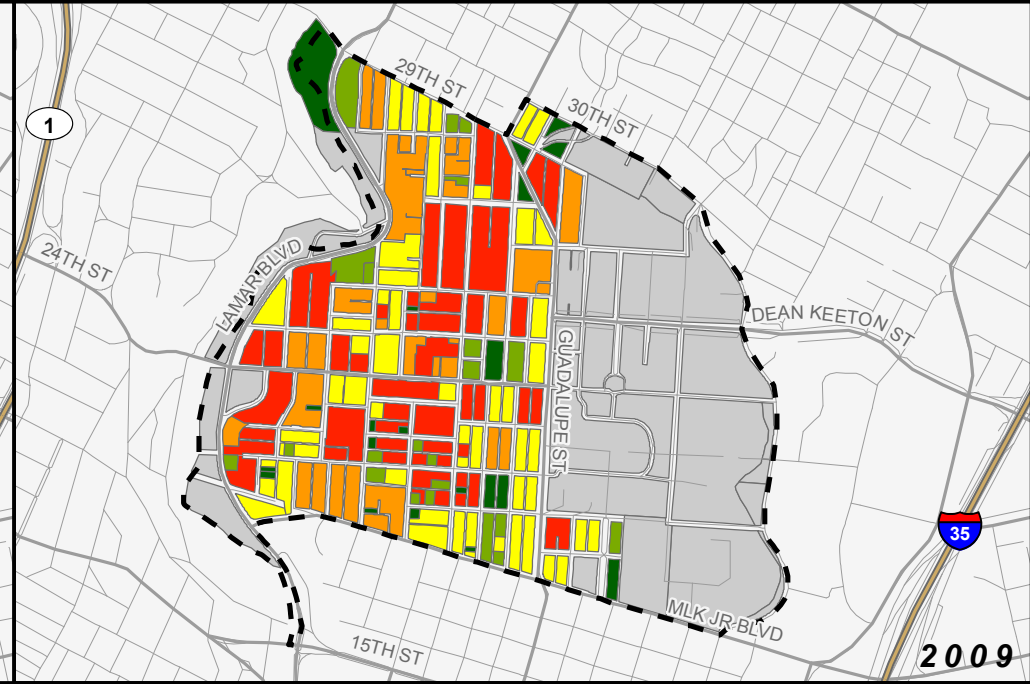 29TH ST
30TH ST
1
24TH ST
LAMAR BLVD
DEAN KEETON ST
GUADALUPE ST
35
MLK JR BLVD
15TH ST
2009